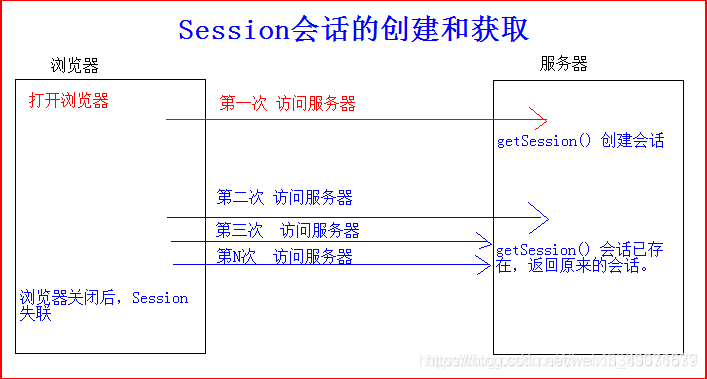 Session会话的创建和获取
浏览器
服务器
打开浏览器
第一次 访问服务器
getSession() 创建会话
第二次 访问服务器
第三次 访问服务器
第N次 访问服务器
getSession() 会话已存
在，返回原来的会话。
浏览器关闭后，Session
失联